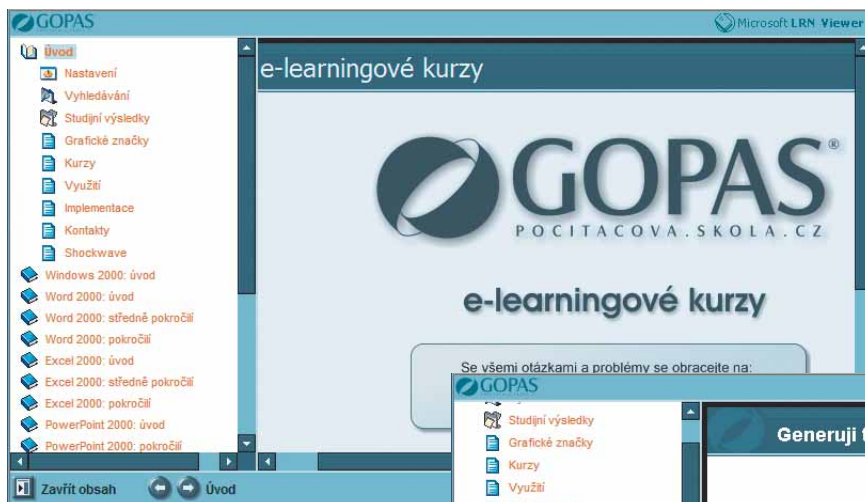 GOPAS
Microsoft LRN Viewer
Úvod
Nastavení
Vyhledávání
Studijní výsledky
Grafické značky
Kurzy
Využití
Implementace
Kontakty
Shockwave
Windows 2000: úvod
Word 2000: úvod
Word 2000: středně pokročilí
Word 2000: pokročilí
Excel 2000: úvod
Excel 2000: středně pokročilí
Excel 2000: pokročilí
PowerPoint 2000: úvod
PowerPoint 2000: pokročilí
Zavřít obsah
Úvod
e-learningové kurzy
GOPAS®
POCITACOVA.SKOLA.CZ
e-learningové kurzy
Se všemi otázkami a problémy se obracejte na:
GOPAS
Studijní výsledky
Grafické značky
Kurzy
Využití
Generuji